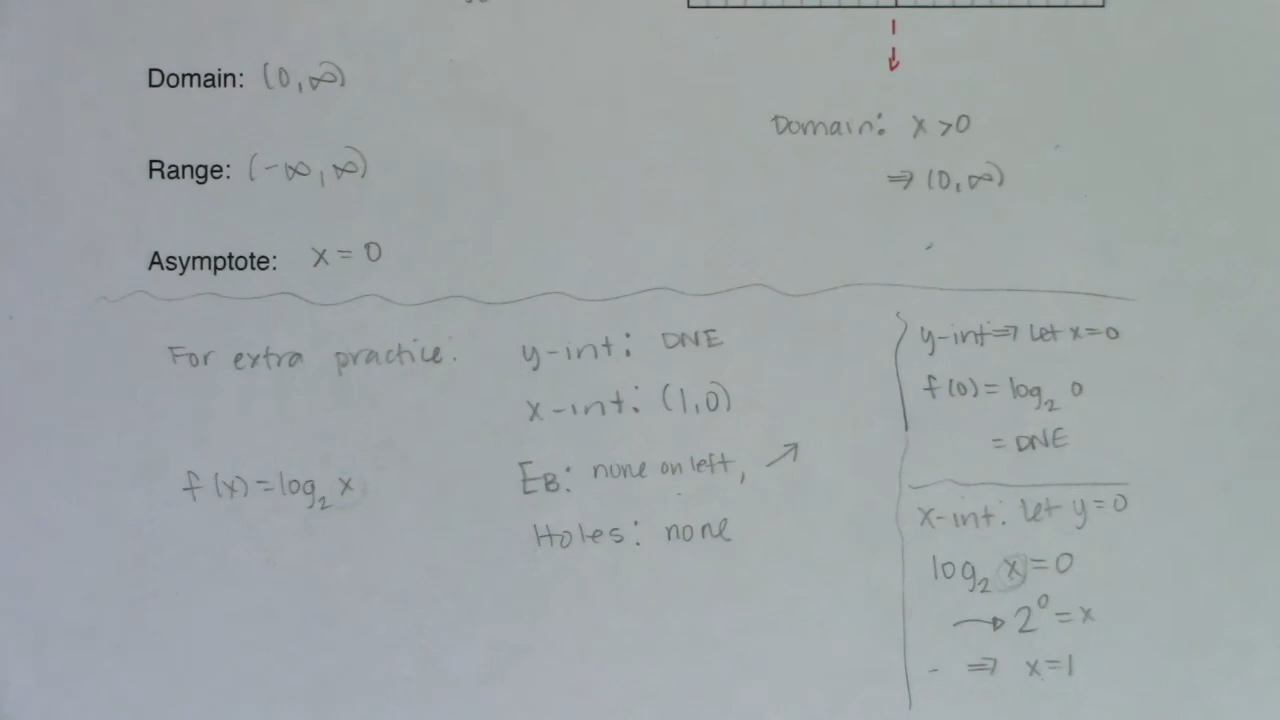 Domain: (0,∞)
Range: (-∞,∞)
Asymptote: x = 0
Domain: x >0
⇒ (0,∞)
For extra practice:
f(x) = log₂ x
y-int: DNE
x-int: (1,0)
EB: none on left, ↗
Holes: none
y-int ⇒ Let x=0
f(0) = log₂ 0
= DNE
x-int: Let y=0
log₂ x = 0
→ 2⁰ = x
⇒ x=1